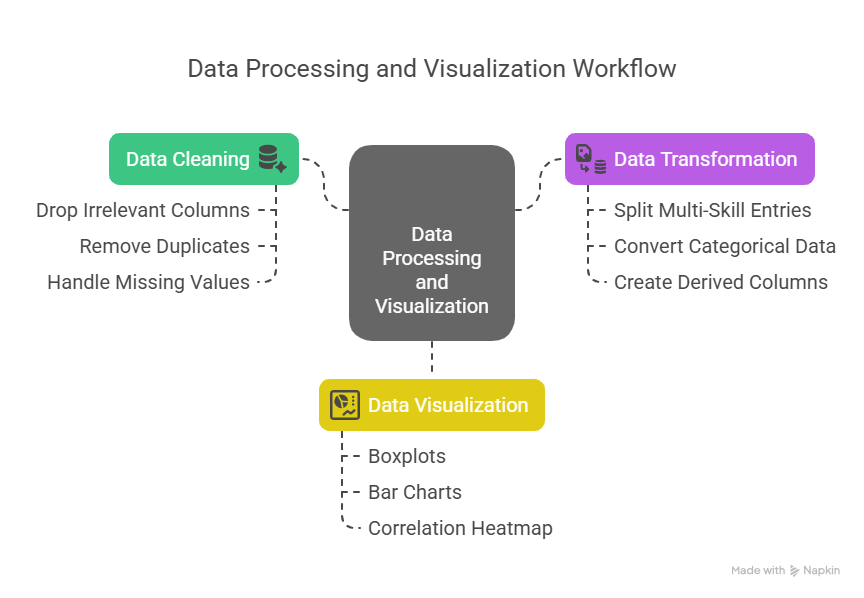 Data Processing and Visualization Workflow
Data Cleaning
Drop Irrelevant Columns
Remove Duplicates
Handle Missing Values
Data
Processing
and
Visualization
Data Transformation
Split Multi-Skill Entries
Convert Categorical Data
Create Derived Columns
Data Visualization
Boxplots
Bar Charts
Correlation Heatmap
Made with Napkin